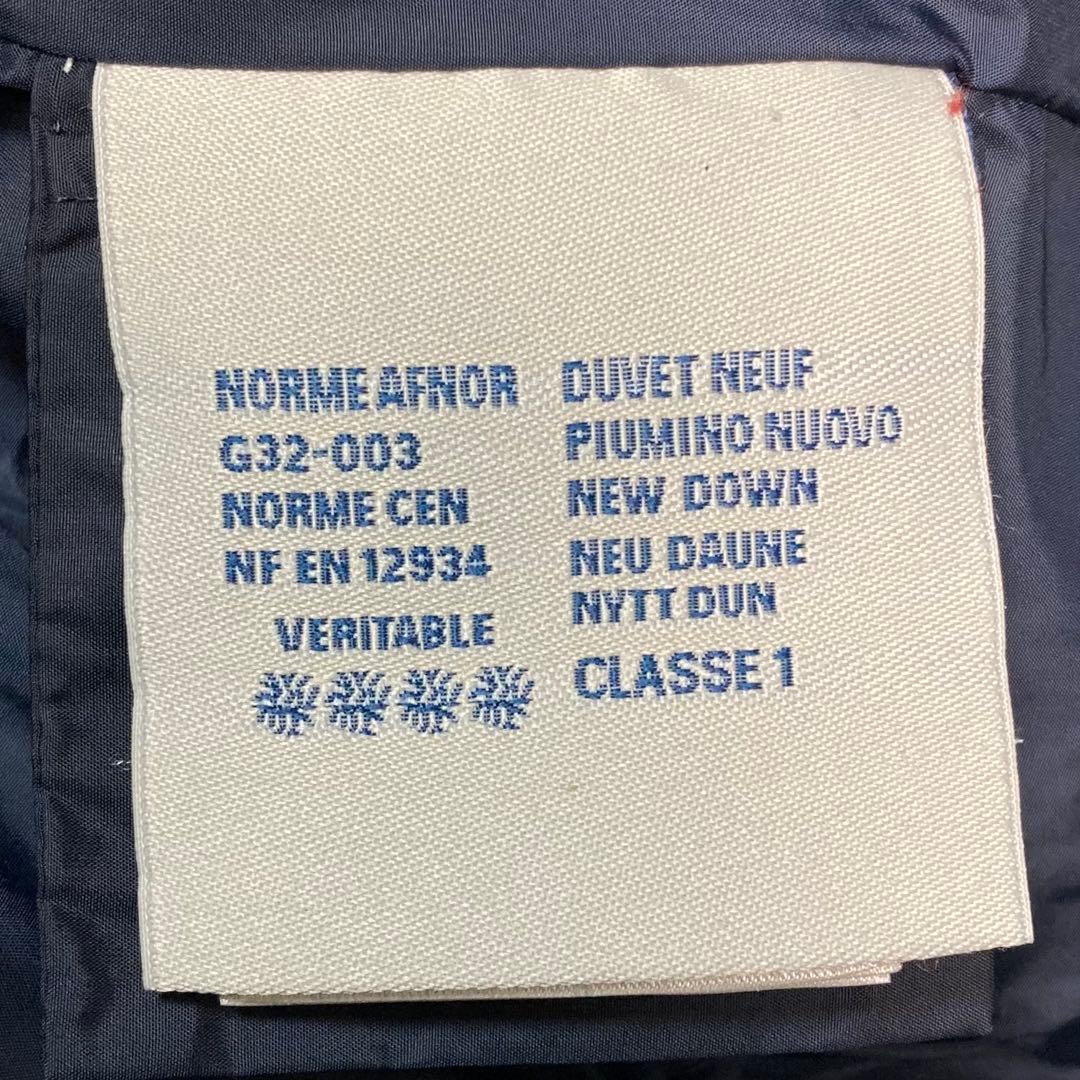 NORME AFNOR
G32-003
NORME CEN
NF EN 12934
VERITABLE
DUVET NEUF
PIUMINO NUOVO
NEW DOWN
NEU DAUNE
NYTT DUN
CLASSE 1